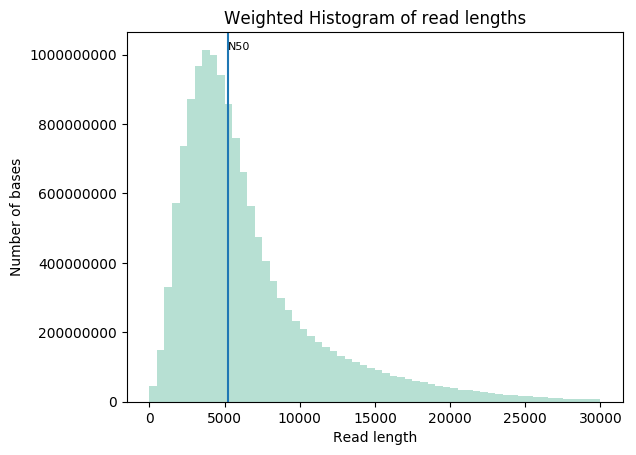 Weighted Histogram of read lengths
N50
Number of bases
1000000000
800000000
600000000
400000000
200000000
0
0 5000 10000 15000 20000 25000 30000
Read length